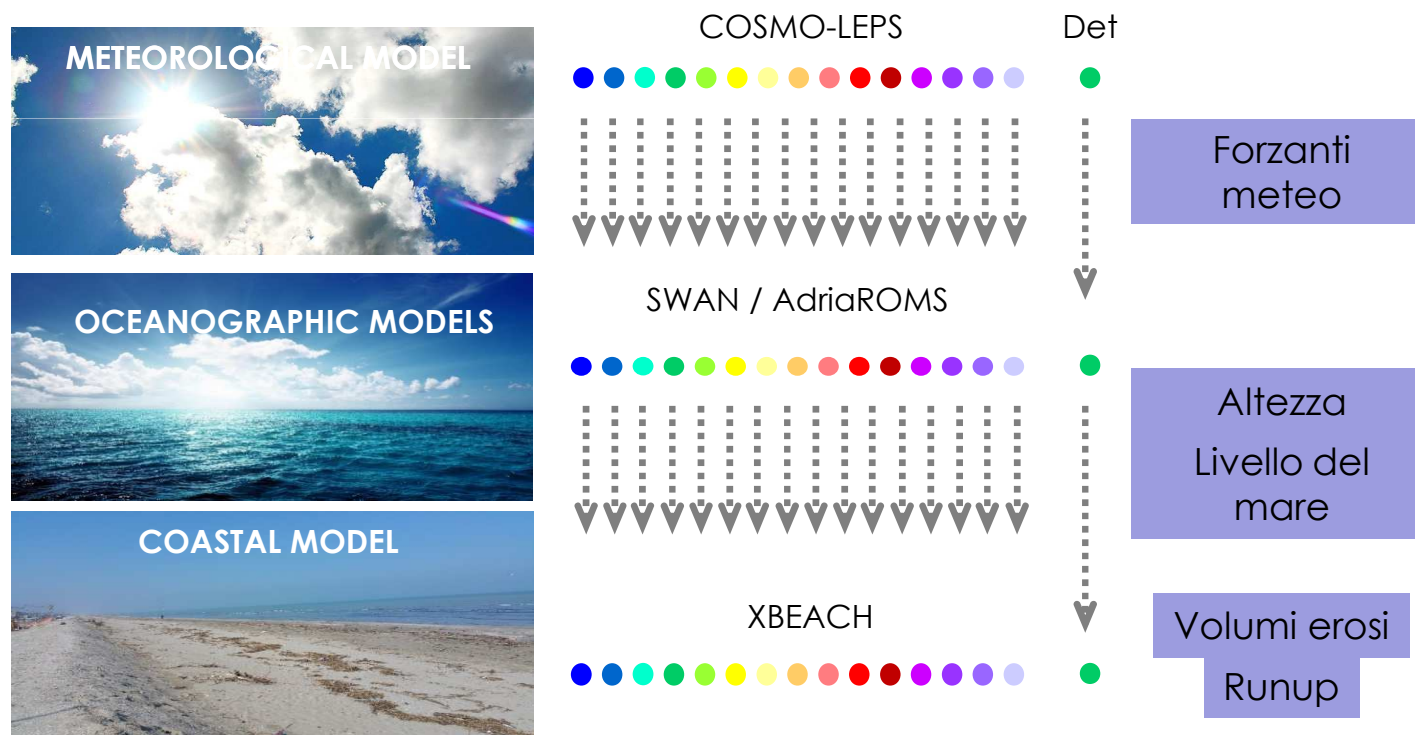 COSMO-LEPS
Det
METEOROLOGICAL MODEL
Forzanti
meteo
SWAN / AdriaROMS
OCEANOGRAPHIC MODELS
Altezza
Livello del
mare
COASTAL MODEL
XBEACH
Volumi erosi
Runup